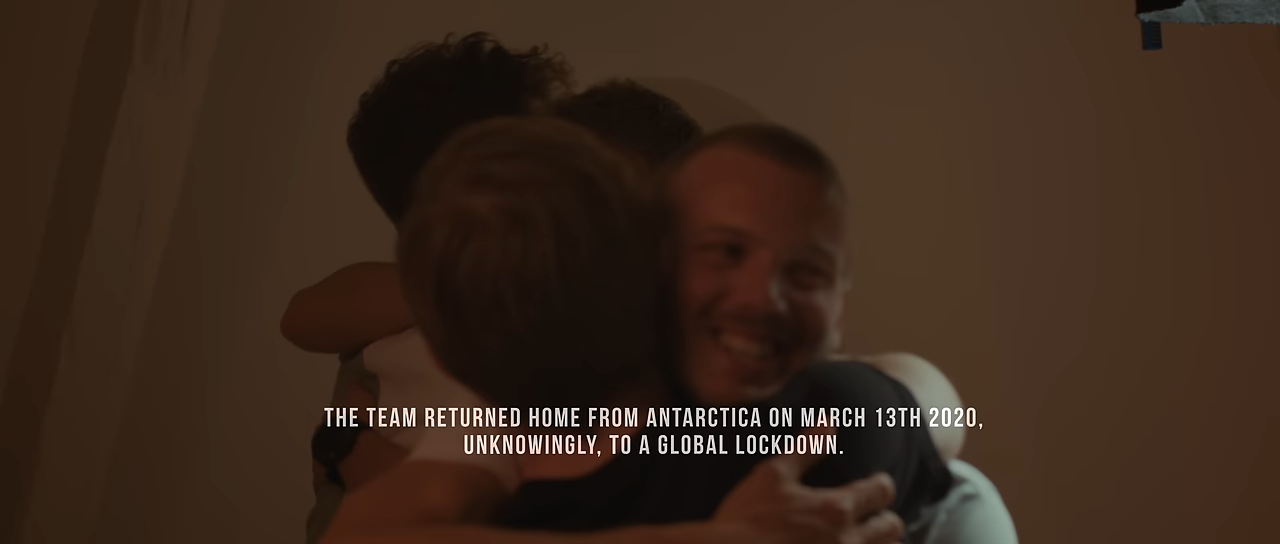 THE TEAM RETURNED HOME FROM ANTARCTICA ON MARCH 13TH 2020,
UNKNOWINGLY, TO A GLOBAL LOCKDOWN.